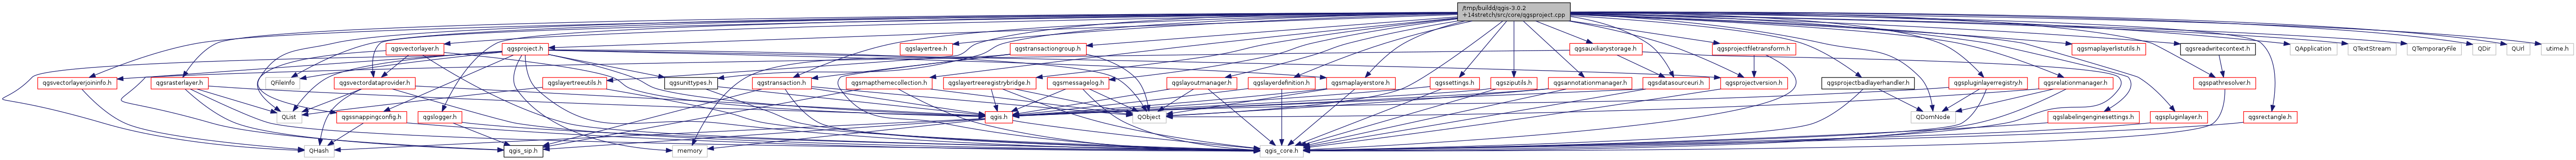 /tmp/buildd/qgis-3.0.2
+14stretch/src/core/qgsproject.cpp
qgsvectorlayer.h
qgsproject.h
qgslayertree.h
qgstransactiongroup.h
qgsauxiliarystorage.h
qgsprojectfiletransform.h
qgsmaplayerlistutils.h
qgsreadwritecontext.h
QApplication
QTextStream
QTemporaryFile
QDir
QUrl
utime.h
qgsvectorlayerjoininfo.h
qgsrasterlayer.h
QFileInfo
qgsvectordataprovider.h
qgslayertreeutils.h
qgsunittypes.h
qgstransaction.h
qgsmapthemecollection.h
qgslayertreeregistrybridge.h
qgsmessagelog.h
qgslayoutmanager.h
qgslayerdefinition.h
qgsmaplayerstore.h
qgssettings.h
qgsziputils.h
qgsannotationmanager.h
qgsdatasourceuri.h
qgsprojectversion.h
qgsprojectbadlayerhandler.h
qgspluginlayerregistry.h
qgsrelationmanager.h
qgspathresolver.h
QList
qgssnappingconfig.h
qgslogger.h
qgis.h
QObject
QDomNode
qgslabelingenginesettings.h
qgspluginlayer.h
qgsrectangle.h
QHash
qgis_sip.h
memory
qgis_core.h